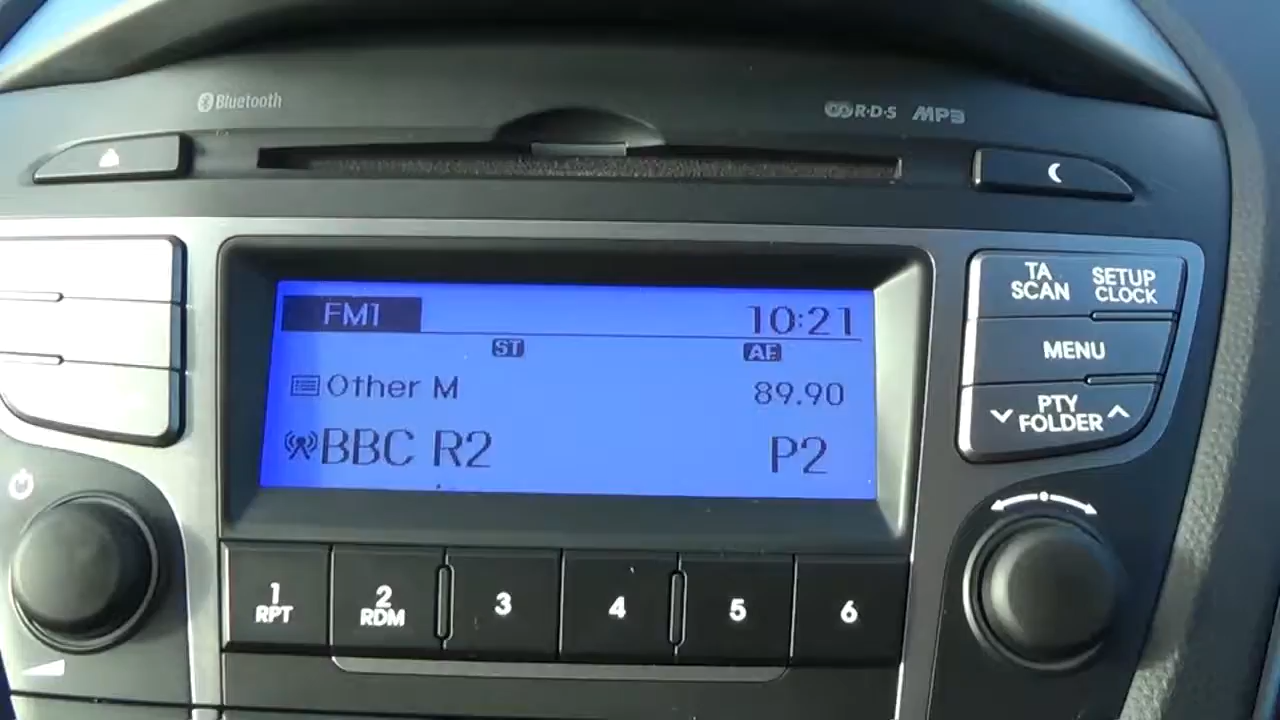 Bluetooth
R·D·S MP3
FM1 10:21
ST AF
Other M 89.90
BBC R2 P2
TA SCAN
SETUP CLOCK
MENU
PTY FOLDER
1 RPT
2 RDM
3
4
5
6